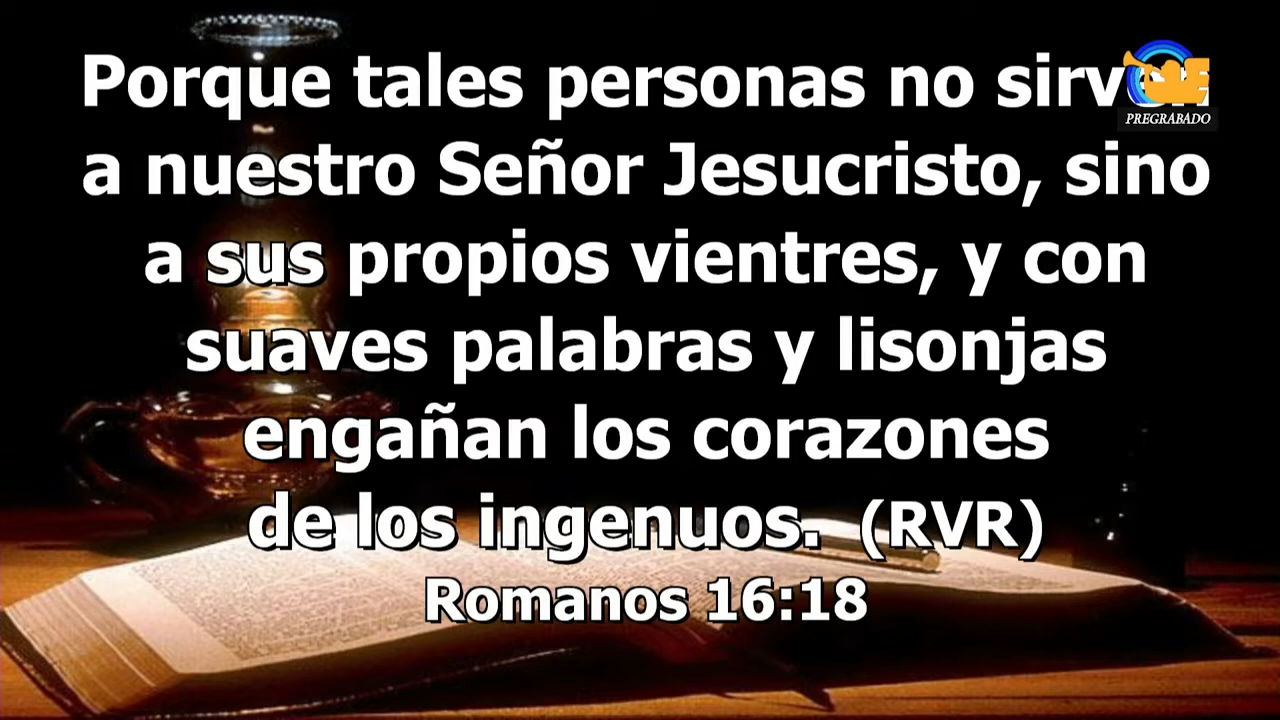 Porque tales personas no sirven
a nuestro Señor Jesucristo, sino
a sus propios vientres, y con
suaves palabras y lisonjas
engañan los corazones
de los ingenuos. (RVR)
Romanos 16:18
PREGRABADO